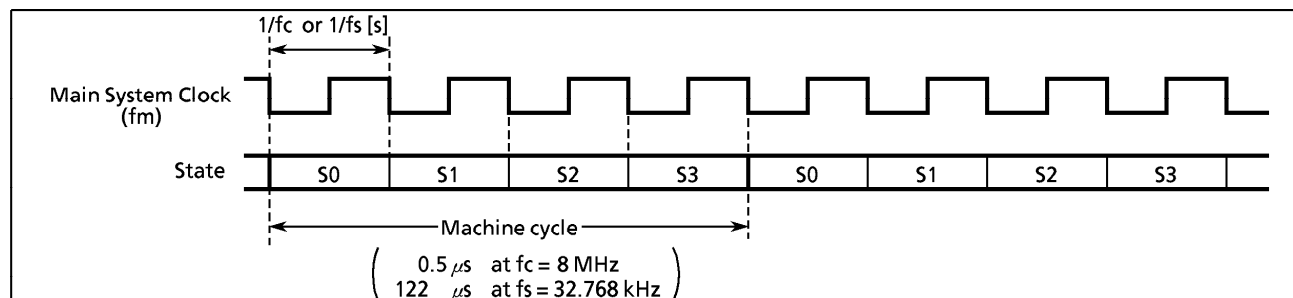 1/fc or 1/fs [s]
Main System Clock
(fm)
State
S0 S1 S2 S3 S0 S1 S2 S3
Machine cycle
0.5 μs at fc = 8 MHz
122 μs at fs = 32.768 kHz